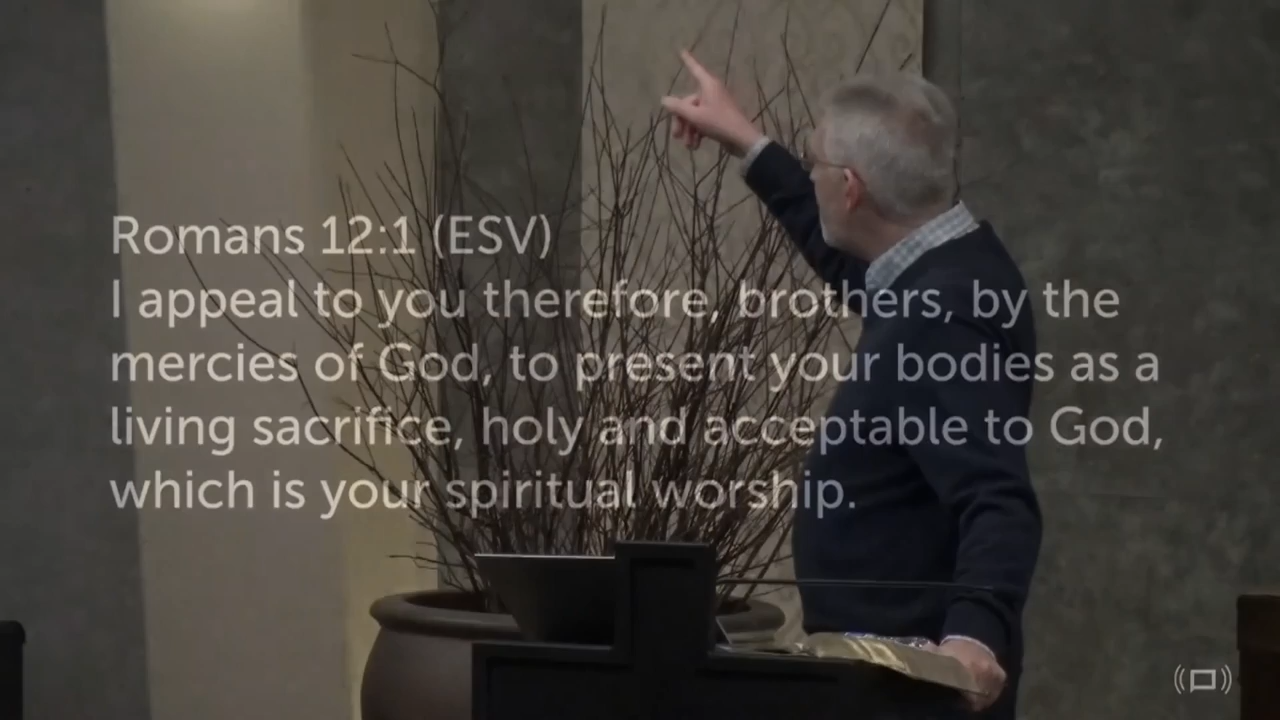 Romans 12:1 (ESV)
I appeal to you therefore, brothers, by the
mercies of God, to present your bodies as a
living sacrifice, holy and acceptable to God,
which is your spiritual worship.